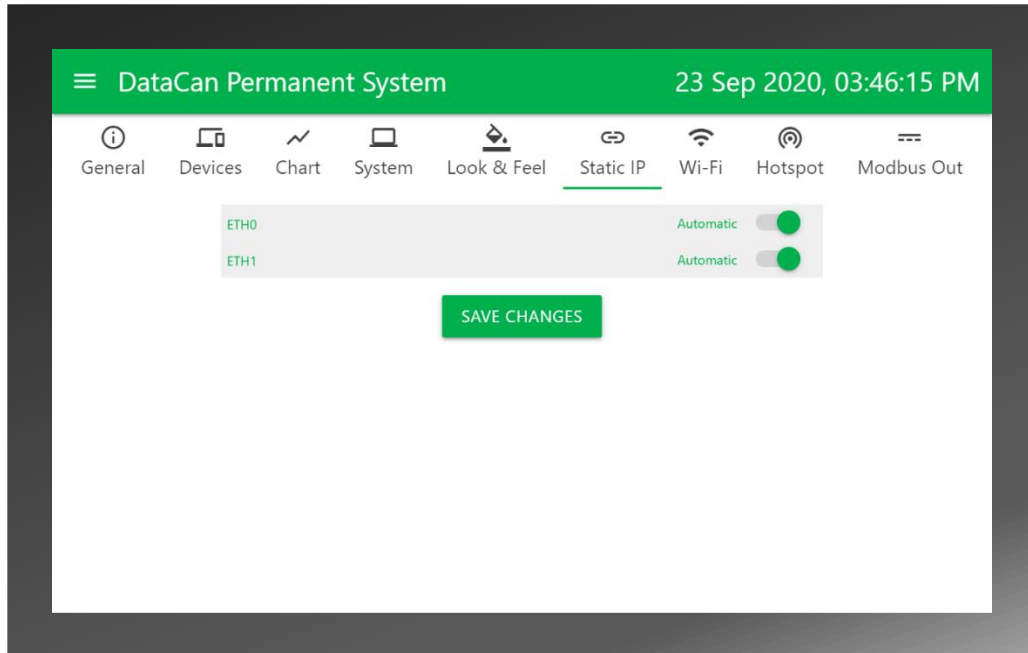 DataCan Permanent System 23 Sep 2020, 03:46:15 PM
General Devices Chart System Look & Feel Static IP Wi-Fi Hotspot Modbus Out
ETH0 Automatic
ETH1 Automatic
SAVE CHANGES